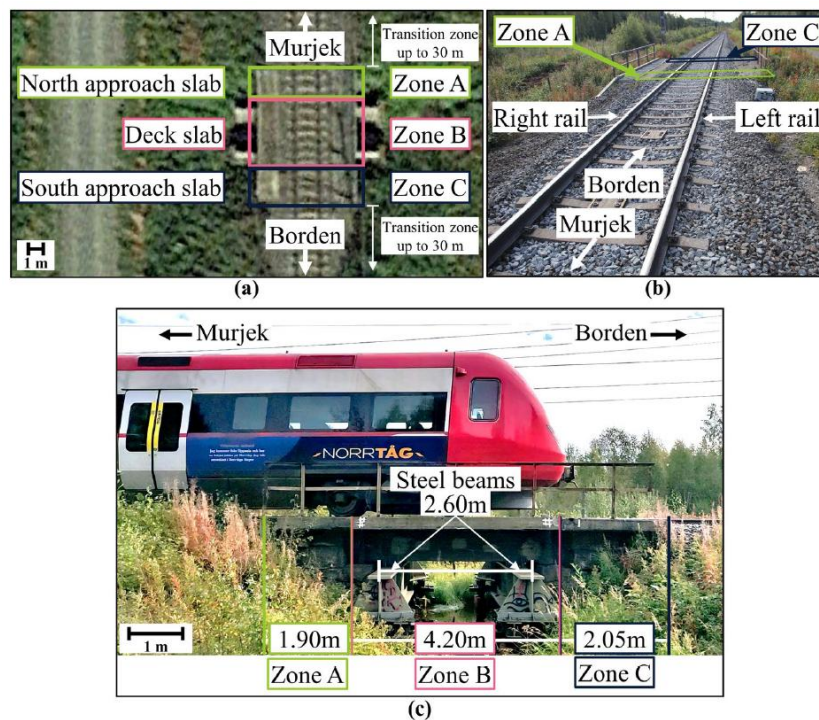 Murjek
Transition zone
up to 30 m
North approach slab
Zone A
Deck slab
Zone B
South approach slab
Zone C
Borden
Transition zone
up to 30 m
1 m
(a)
Zone A
Zone C
Right rail
Left rail
Borden
Murjek
(b)
Murjek
Borden
NORRTÅG
Steel beams
2.60m
1.90m
4.20m
2.05m
1 m
Zone A
Zone B
Zone C
(c)